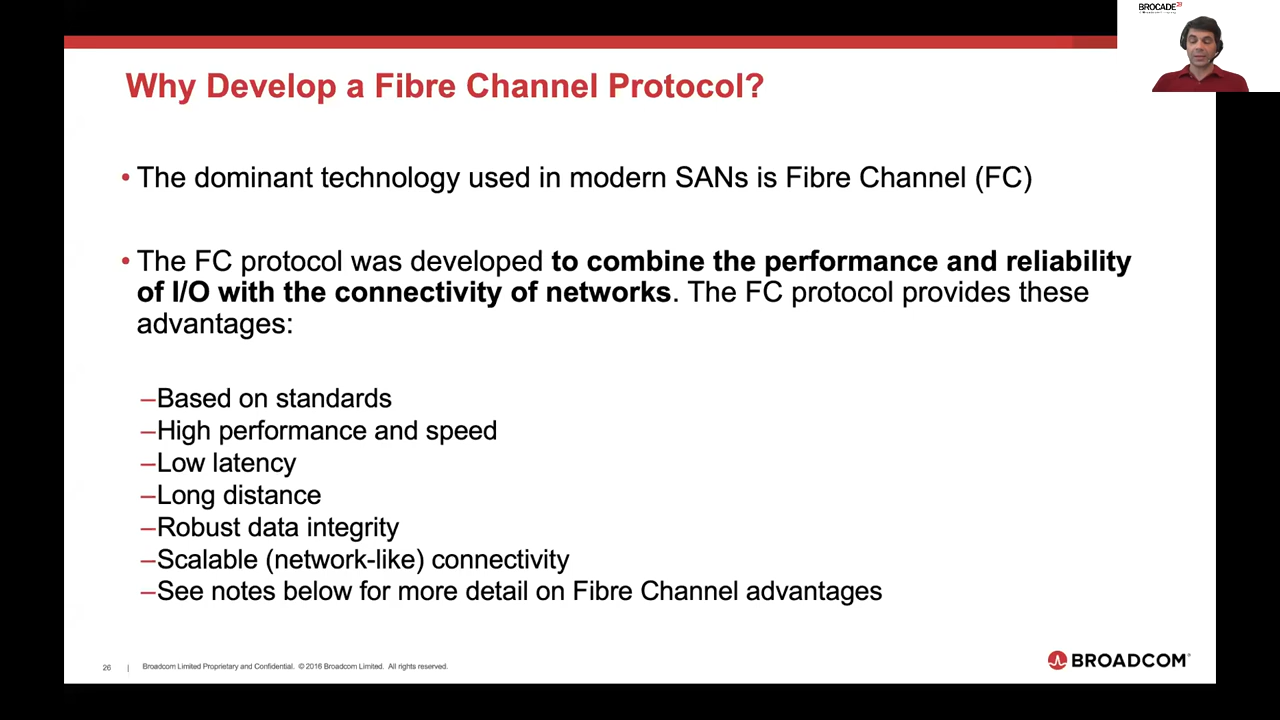 BROCADE
Why Develop a Fibre Channel Protocol?
• The dominant technology used in modern SANs is Fibre Channel (FC)
• The FC protocol was developed to combine the performance and reliability
of I/O with the connectivity of networks. The FC protocol provides these
advantages:
–Based on standards
–High performance and speed
–Low latency
–Long distance
–Robust data integrity
–Scalable (network-like) connectivity
–See notes below for more detail on Fibre Channel advantages
26 | Broadcom Limited Proprietary and Confidential. © 2016 Broadcom Limited. All rights reserved.
BROADCOM®